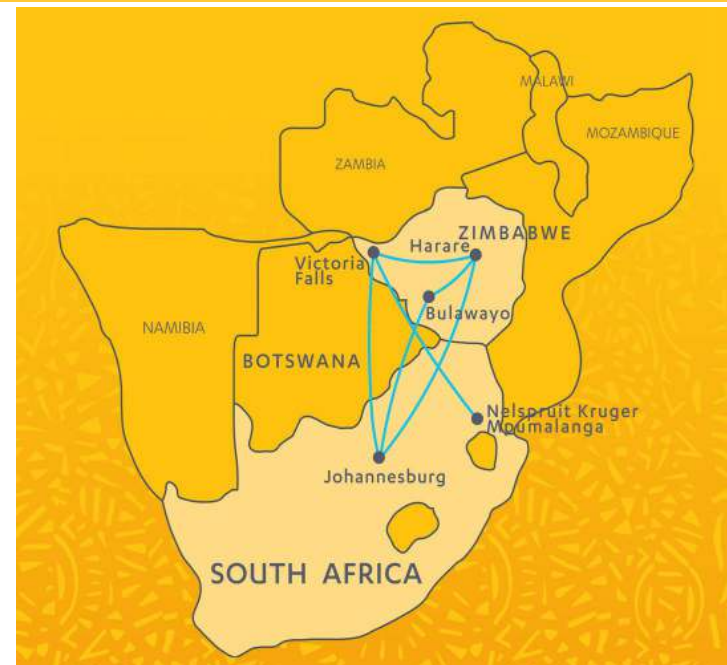 MALAWI
MOZAMBIQUE
ZAMBIA
ZIMBABWE
Harare
Victoria
Falls
Bulawayo
NAMIBIA
BOTSWANA
Nelspruit Kruger
Mpumalanga
Johannesburg
SOUTH AFRICA